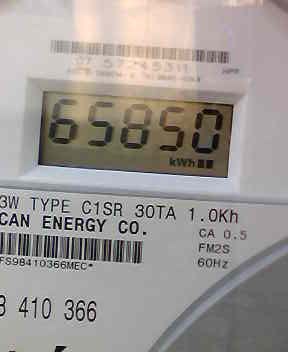 65850
kWh
3W TYPE C1SR 30TA 1.0Kh
CAN ENERGY CO.
CA 0.5
FM2S
60Hz
FS98410366MEC*
8 410 366